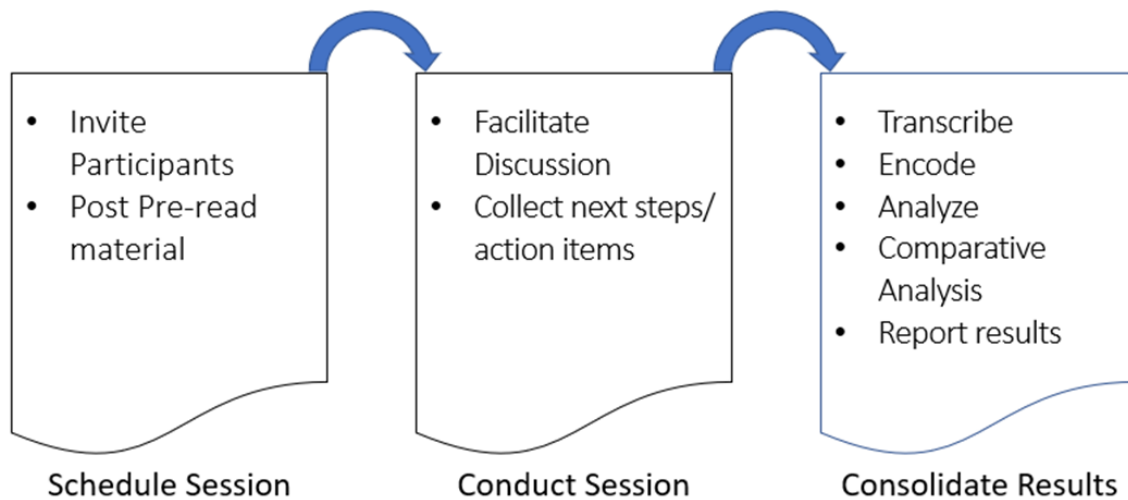 • Invite
Participants
• Post Pre-read
material
Schedule Session
• Facilitate
Discussion
• Collect next steps/
action items
Conduct Session
• Transcribe
• Encode
• Analyze
• Comparative
Analysis
• Report results
Consolidate Results